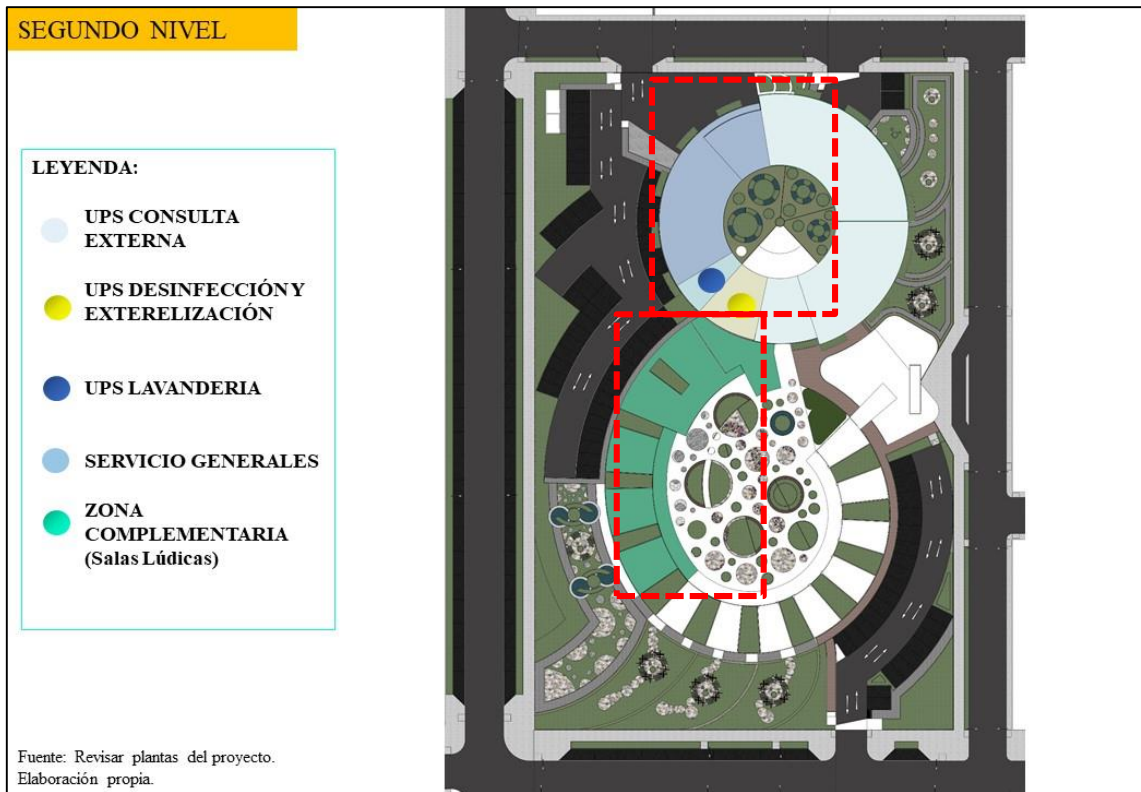 SEGUNDO NIVEL
LEYENDA:
UPS CONSULTA
EXTERNA
UPS DESINFECCIÓN Y
EXTERELIZACIÓN
UPS LAVANDERIA
SERVICIO GENERALES
ZONA
COMPLEMENTARIA
(Salas Lúdicas)
Fuente: Revisar plantas del proyecto.
Elaboración propia.